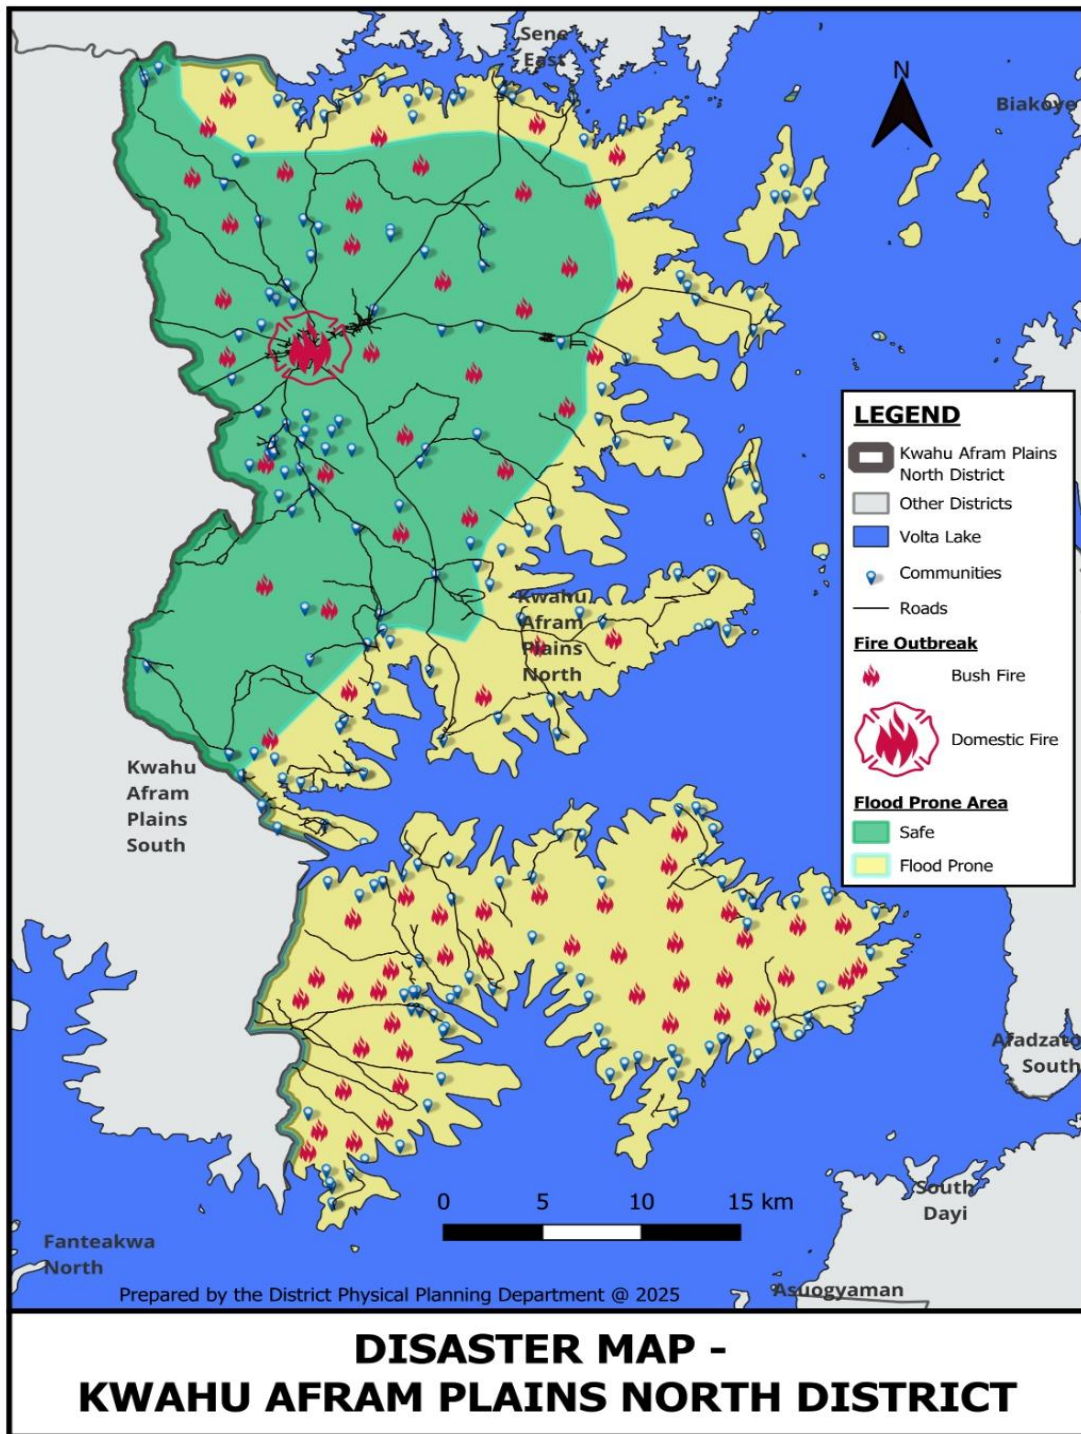 Sene
East
N
Biakoye
LEGEND
Kwahu Afram Plains
North District
Other Districts
Volta Lake
Communities
Roads
Fire Outbreak
Bush Fire
Domestic Fire
Flood Prone Area
Safe
Flood Prone
Kwahu
Afram
Plains
North
Kwahu
Afram
Plains
South
Afadzato
South
South
Dayi
0 5 10 15 km
Fanteakwa
North
Asuogyaman
Prepared by the District Physical Planning Department @ 2025
DISASTER MAP -
KWAHU AFRAM PLAINS NORTH DISTRICT